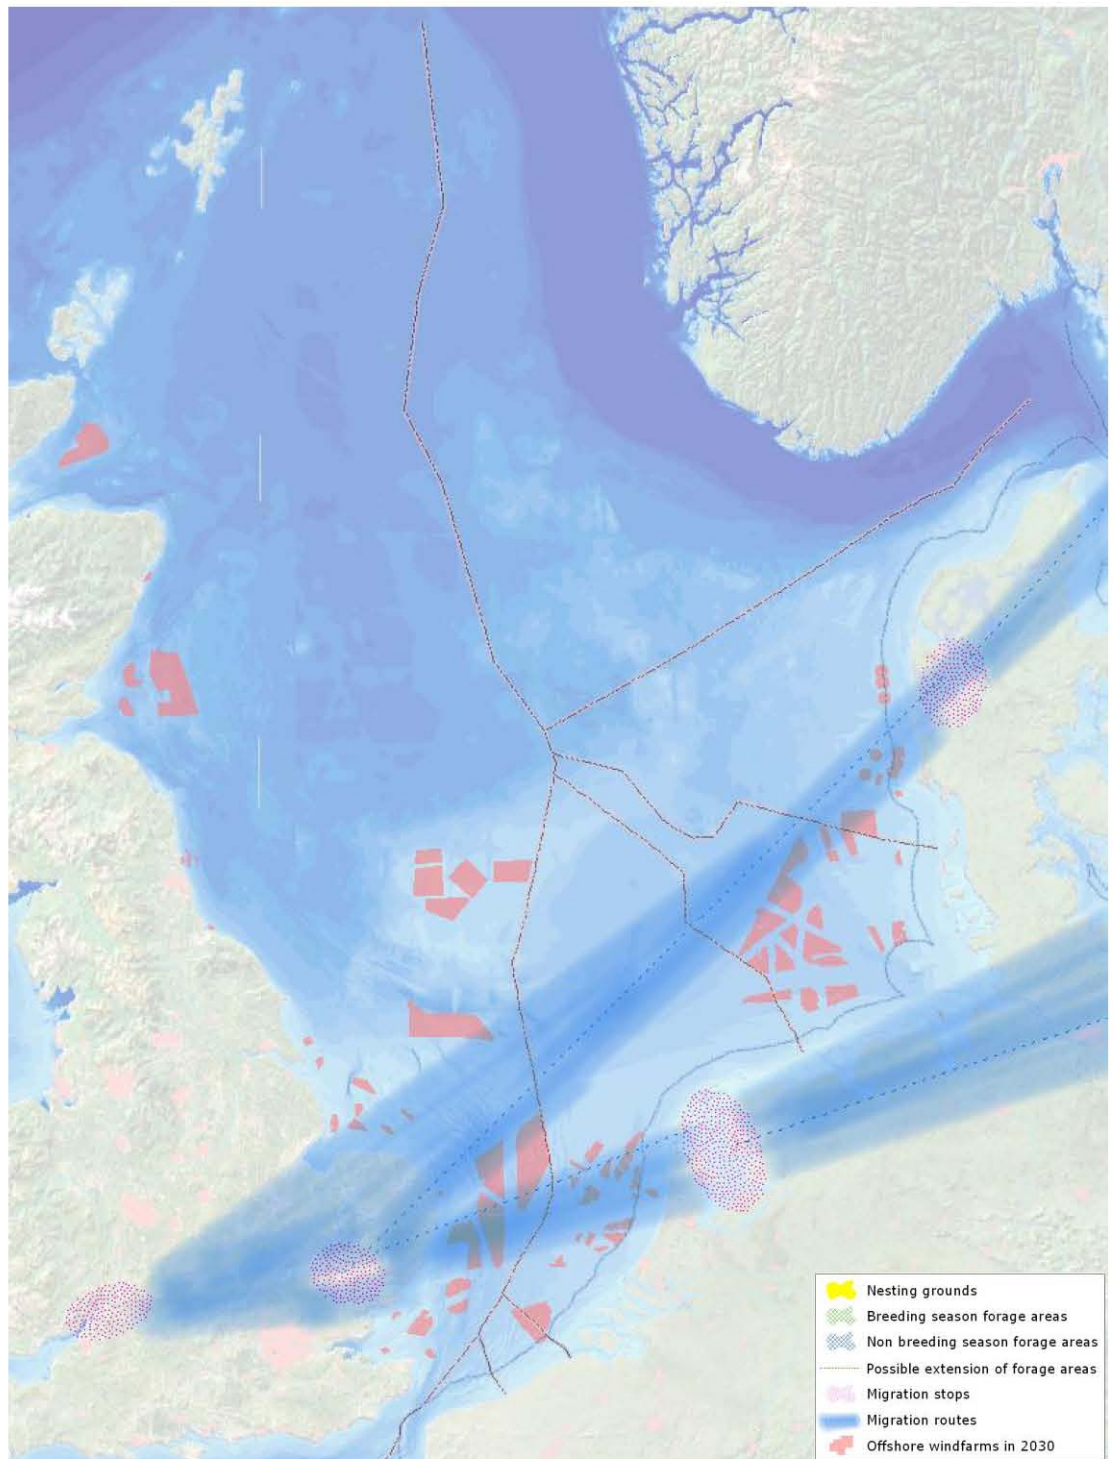 Nesting grounds
Breeding season forage areas
Non breeding season forage areas
Possible extension of forage areas
Migration stops
Migration routes
Offshore windfarms in 2030